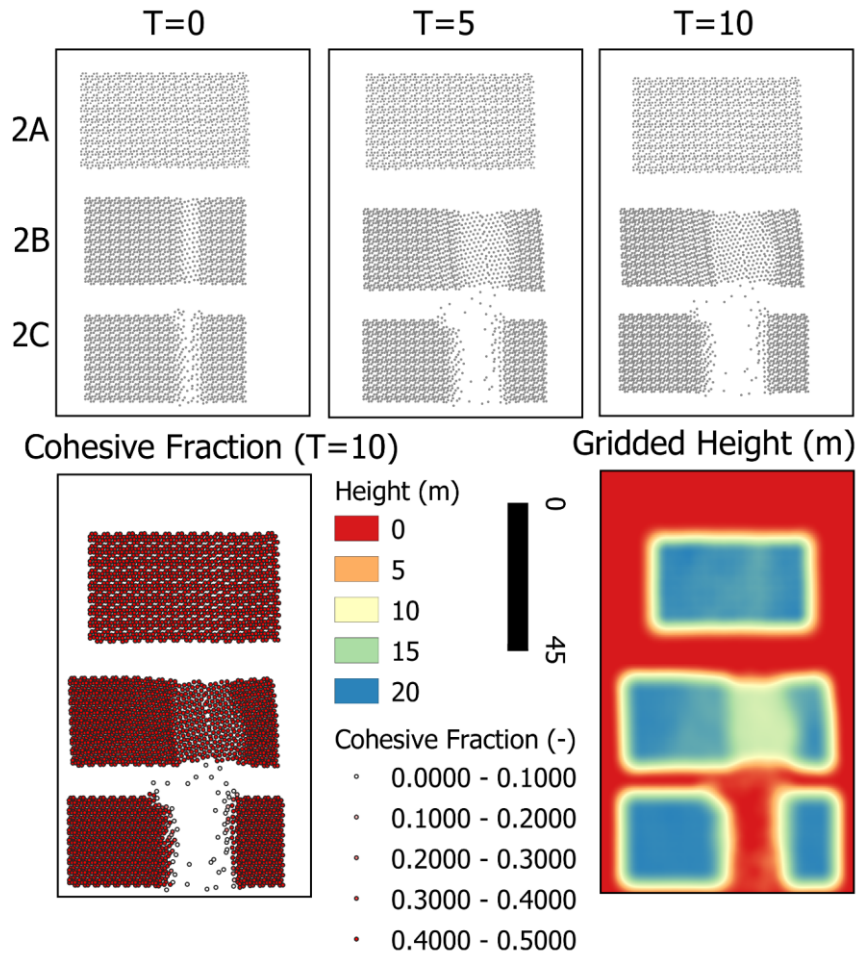 T=0 T=5 T=10
2A
2B
2C
Cohesive Fraction (T=10) Gridded Height (m)
Height (m)
0
5
10
15
20
0
45
Cohesive Fraction (-)
0.0000 - 0.1000
0.1000 - 0.2000
0.2000 - 0.3000
0.3000 - 0.4000
0.4000 - 0.5000